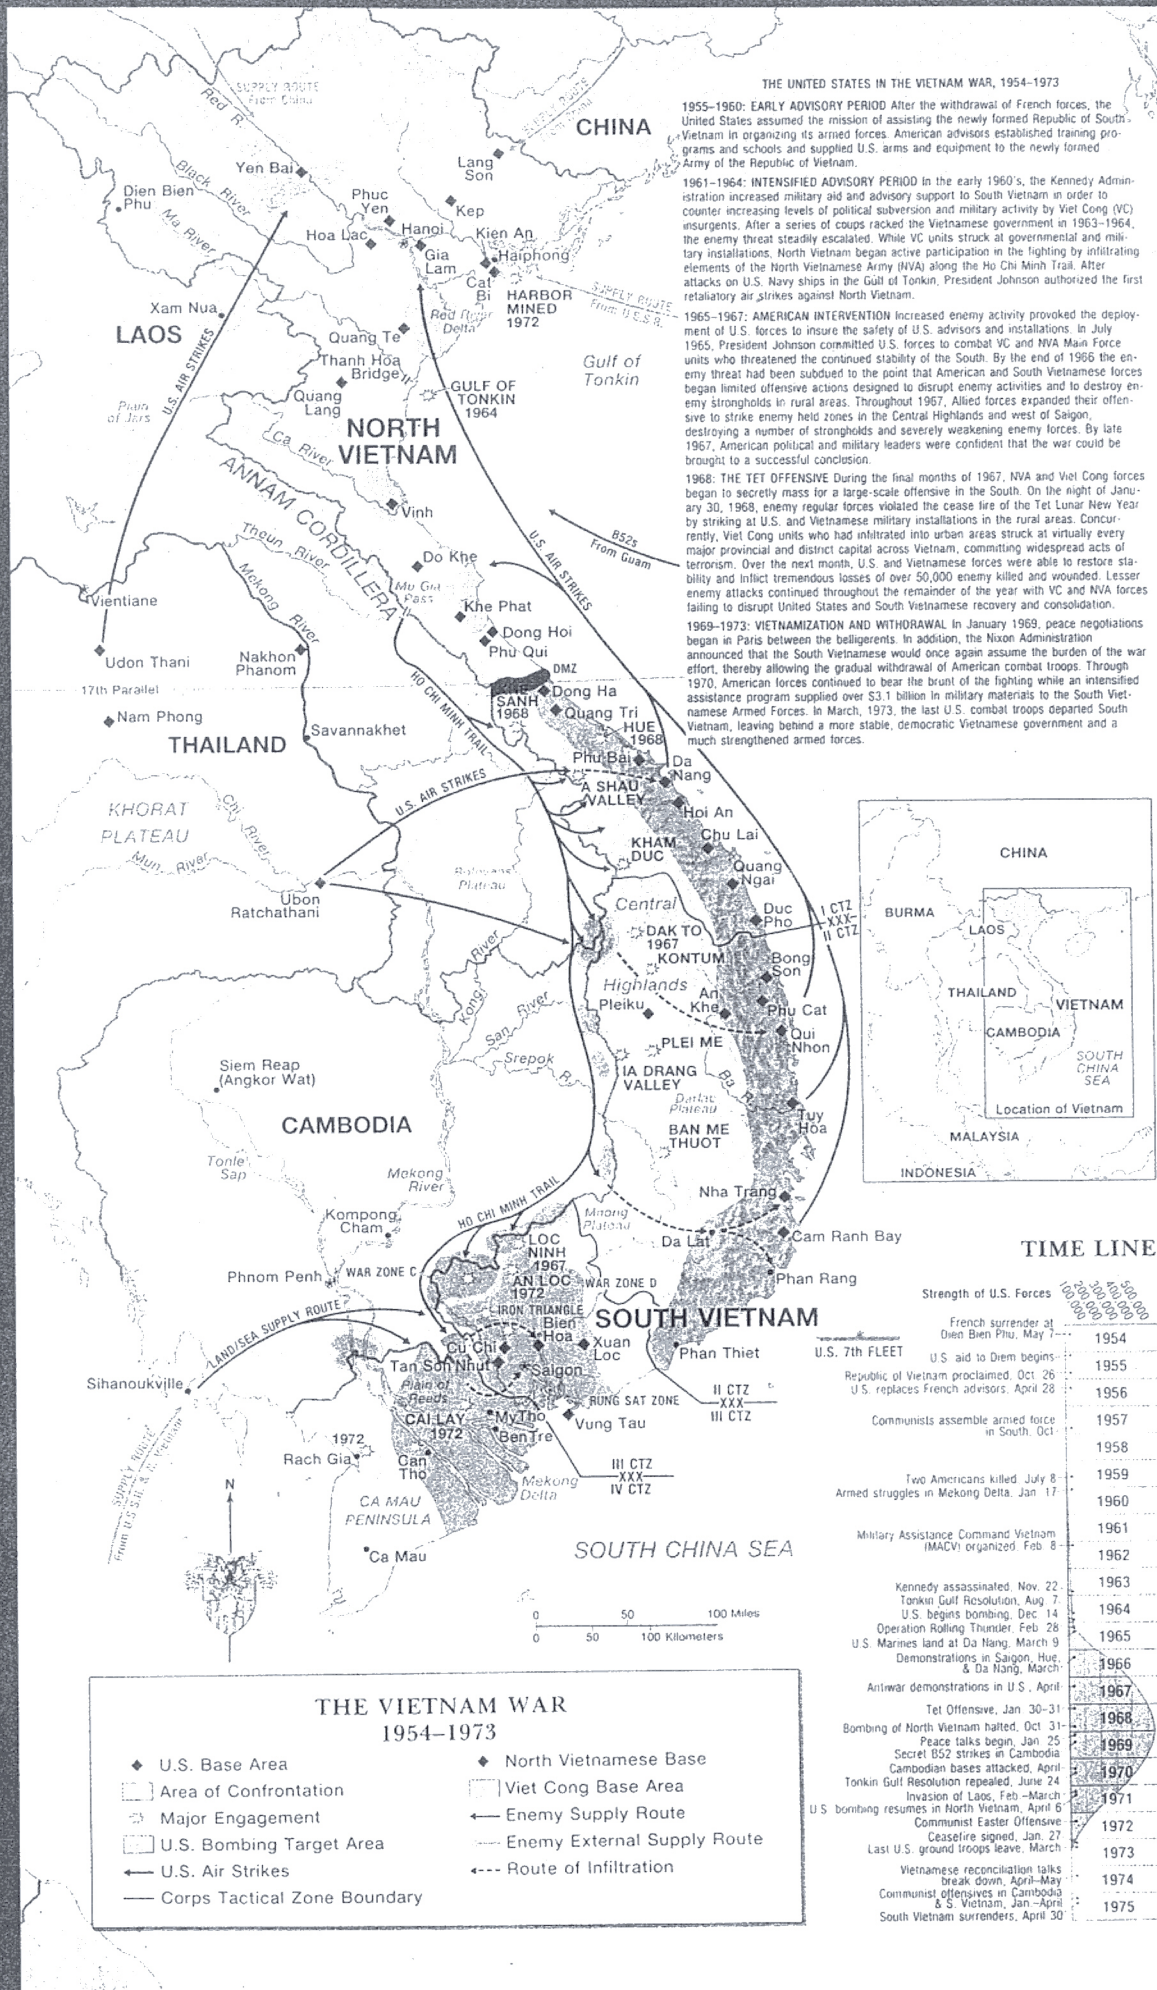 THE UNITED STATES IN THE VIETNAM WAR, 1954–1973
1955–1960: EARLY ADVISORY PERIOD After the withdrawal of French forces, the
United States assumed the mission of assisting the newly formed Republic of South
Vietnam in organizing its armed forces. American advisors established training pro-
grams and schools and supplied U.S. arms and equipment to the newly formed
Army of the Republic of Vietnam.
1961–1964: INTENSIFIED ADVISORY PERIOD In the early 1960's, the Kennedy Admin-
istration increased military aid and advisory support to South Vietnam in order to
counter increasing levels of political subversion and military activity by Viet Cong (VC)
insurgents. After a series of coups racked the Vietnamese government in 1963–1964,
the enemy threat steadily escalated. While VC units struck at governmental and mili-
tary installations, North Vietnam began active participation in the fighting by infiltrating
elements of the North Vietnamese Army (NVA) along the Ho Chi Minh Trail. After
attacks on U.S. Navy ships in the Gulf of Tonkin, President Johnson authorized the first
retaliatory air strikes against North Vietnam.
1965–1967: AMERICAN INTERVENTION Increased enemy activity provoked the deploy-
ment of U.S. forces to insure the safety of U.S. advisors and installations. In July
1965, President Johnson committed U.S. forces to combat VC and NVA Main Force
units who threatened the continued stability of the South. By the end of 1966 the en-
emy threat had been subdued to the point that American and South Vietnamese forces
began limited offensive actions designed to disrupt enemy activities and to destroy en-
emy strongholds in rural areas. Throughout 1967, Allied forces expanded their offen-
sive to strike enemy held zones in the Central Highlands and west of Saigon,
destroying a number of strongholds and severely weakening enemy forces. By late
1967, American political and military leaders were confident that the war could be
brought to a successful conclusion.
1968: THE TET OFFENSIVE During the final months of 1967, NVA and Viet Cong forces
began to secretly mass for a large-scale offensive in the South. On the night of Janu-
ary 30, 1968, enemy regular forces violated the cease fire of the Tet Lunar New Year
by striking at U.S. and Vietnamese military installations in the rural areas. Concur-
rently, Viet Cong units who had infiltrated into urban areas struck at virtually every
major provincial and district capital across Vietnam, committing widespread acts of
terrorism. Over the next month, U.S. and Vietnamese forces were able to restore sta-
bility and inflict tremendous losses of over 50,000 enemy killed and wounded. Lesser
enemy attacks continued throughout the remainder of the year with VC and NVA forces
failing to disrupt United States and South Vietnamese recovery and consolidation.
1969–1973: VIETNAMIZATION AND WITHDRAWAL In January 1969, peace negotiations
began in Paris between the belligerents. In addition, the Nixon Administration
announced that the South Vietnamese would once again assume the burden of the war
effort, thereby allowing the gradual withdrawal of American combat troops. Through
1970, American forces continued to bear the brunt of the fighting while an intensified
assistance program supplied over $3.1 billion in military materials to the South Viet-
namese Armed Forces. In March, 1973, the last U.S. combat troops departed South
Vietnam, leaving behind a more stable, democratic Vietnamese government and a
much strengthened armed forces.
SUPPLY ROUTE
From China
Red R.
CHINA
Lang
Son
Yen Bai
Black River
Dien Bien
Phu
Ma River
Phuc
Yen
Kep
Hoa Lac
Hanoi
Kien An
Gia
Lam
Haiphong
Cat
Bi
HARBOR
MINED
1972
SUPPLY ROUTE
From U.S.S.R.
Red River
Delta
Xam Nua
LAOS
U.S. AIR STRIKES
Quang Te
Thanh Hoa
Bridge
Gulf of
Tonkin
GULF OF
TONKIN
1964
Plain
of Jars
Quang
Lang
NORTH
VIETNAM
Ca River
ANNAM CORDILLERA
Vinh
Theun River
U.S. AIR STRIKES
B52s
From Guam
Do Khe
Mu Gia
Pass
Mekong River
Vientiane
Khe Phat
Dong Hoi
Phu Qui
Udon Thani
Nakhon
Phanom
DMZ
17th Parallel
HO CHI MINH TRAIL
KHE
SANH
1968
Dong Ha
Quang Tri
Nam Phong
HUE
1968
Savannakhet
THAILAND
Phu Bai
Da
Nang
U.S. AIR STRIKES
A SHAU
VALLEY
KHORAT
PLATEAU
Chi River
Hoi An
Chu Lai
Mun River
KHAM
DUC
Bolovens
Plateau
Quang
Ngai
Ubon
Ratchathani
Central
Duc
Pho
I CTZ
XXX
II CTZ
DAK TO
1967
KONTUM
Bong
Son
Highlands
Kong River
Pleiku
An
Khe
Phu Cat
San River
Qui
Nhon
PLEI ME
Srepok R.
IA DRANG
VALLEY
Ba R.
Siem Reap
(Angkor Wat)
Darlac
Plateau
Tuy
Hoa
CAMBODIA
BAN ME
THUOT
Tonle
Sap
Mekong
River
Nha Trang
HO CHI MINH TRAIL
Mnong
Plateau
Kompong
Cham
Da Lat
Cam Ranh Bay
LOC
NINH
1967
Phnom Penh
WAR ZONE C
AN LOC
1972
WAR ZONE D
Phan Rang
IRON TRIANGLE
SOUTH VIETNAM
LAND/SEA SUPPLY ROUTE
Bien
Hoa
Cu Chi
Xuan
Loc
Phan Thiet
U.S. 7th FLEET
Tan Son Nhut
Saigon
Sihanoukville
Plain of
Reeds
RUNG SAT ZONE
II CTZ
XXX
III CTZ
CAI LAY
1972
MyTho
Vung Tau
BenTre
1972
Rach Gia
Can
Tho
III CTZ
XXX
IV CTZ
SUPPLY ROUTE
Mekong
Delta
CA MAU
PENINSULA
N
Ca Mau
SOUTH CHINA SEA
0 50 100 Miles
0 50 100 Kilometers
CHINA
BURMA
LAOS
THAILAND
VIETNAM
CAMBODIA
SOUTH
CHINA
SEA
Location of Vietnam
MALAYSIA
INDONESIA
THE VIETNAM WAR
1954–1973
U.S. Base Area
Area of Confrontation
Major Engagement
U.S. Bombing Target Area
U.S. Air Strikes
Corps Tactical Zone Boundary
North Vietnamese Base
Viet Cong Base Area
Enemy Supply Route
Enemy External Supply Route
Route of Infiltration
TIME LINE
Strength of U.S. Forces
100,000
200,000
300,000
400,000
500,000
French surrender at
Dien Bien Phu, May 7
1954
U.S. aid to Diem begins
1955
Republic of Vietnam proclaimed, Oct 26
U.S. replaces French advisors, April 28
1956
Communists assemble armed force
in South, Oct
1957
1958
Two Americans killed, July 8
1959
Armed struggles in Mekong Delta, Jan 17
1960
1961
Military Assistance Command Vietnam
(MACV) organized, Feb 8
1962
Kennedy assassinated, Nov. 22
1963
Tonkin Gulf Resolution, Aug. 7
U.S. begins bombing, Dec. 14
1964
Operation Rolling Thunder, Feb 28
U.S. Marines land at Da Nang, March 9
1965
Demonstrations in Saigon, Hue,
& Da Nang, March
1966
Antiwar demonstrations in U.S., April
1967
Tet Offensive, Jan. 30–31
Bombing of North Vietnam halted, Oct 31
1968
Peace talks begin, Jan. 25
Secret B52 strikes in Cambodia
1969
Cambodian bases attacked, April
Tonkin Gulf Resolution repealed, June 24
1970
Invasion of Laos, Feb –March
U.S. bombing resumes in North Vietnam, April 6
1971
Communist Easter Offensive
1972
Ceasefire signed, Jan. 27
Last U.S. ground troops leave, March
1973
Vietnamese reconciliation talks
break down, April–May
1974
Communist offensives in Cambodia
& S. Vietnam, Jan.–April
South Vietnam surrenders, April 30
1975